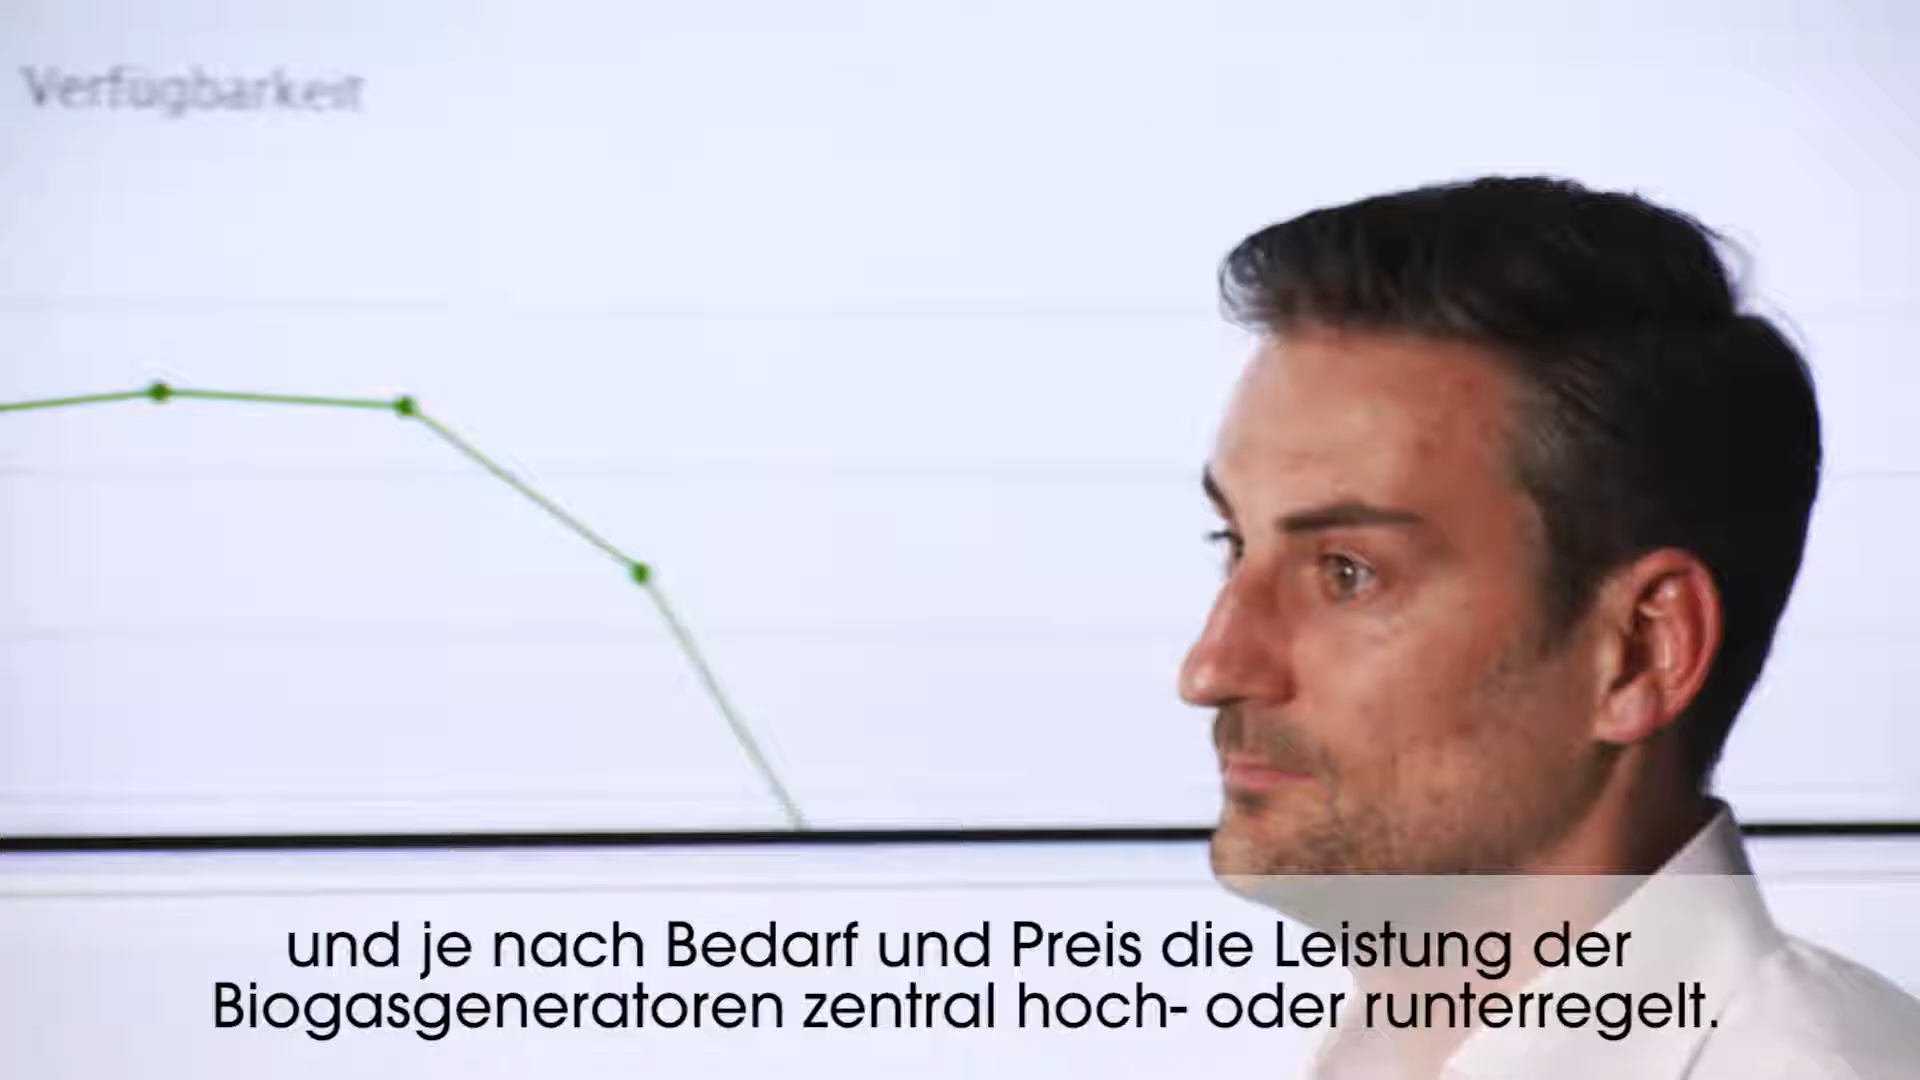 Verfügbarkeit
und je nach Bedarf und Preis die Leistung der
Biogasgeneratoren zentral hoch- oder runterregelt.